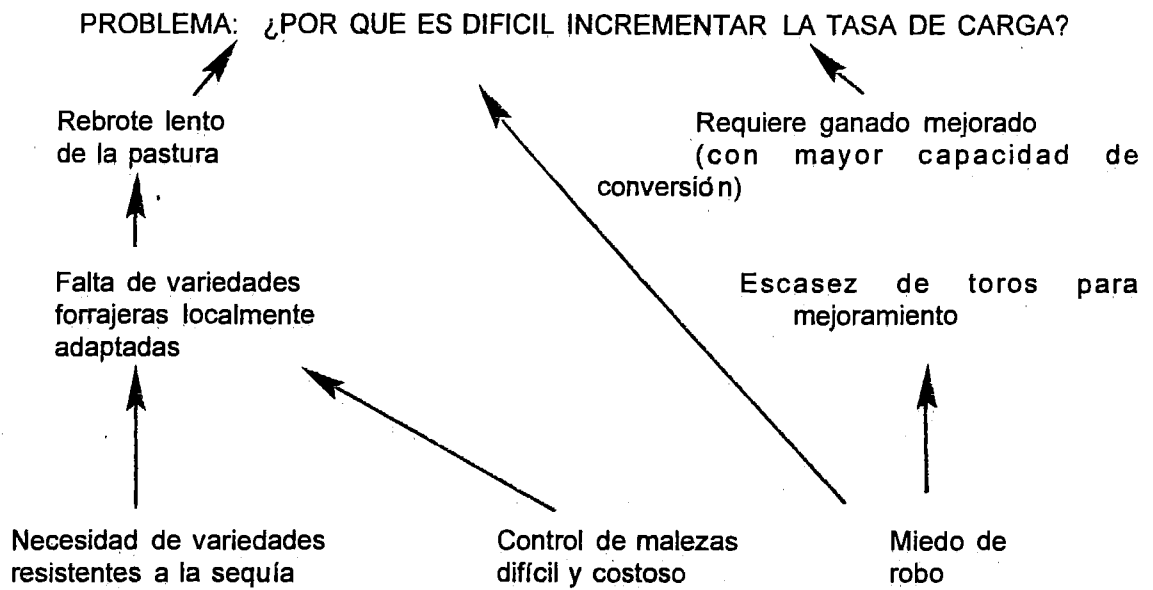 PROBLEMA: ¿POR QUE ES DIFICIL INCREMENTAR LA TASA DE CARGA?
Rebrote lento
de la pastura
Requiere ganado mejorado
(con mayor capacidad de
conversión)
Falta de variedades
forrajeras localmente
adaptadas
Escasez de toros para
mejoramiento
Necesidad de variedades
resistentes a la sequía
Control de malezas
difícil y costoso
Miedo de
robo